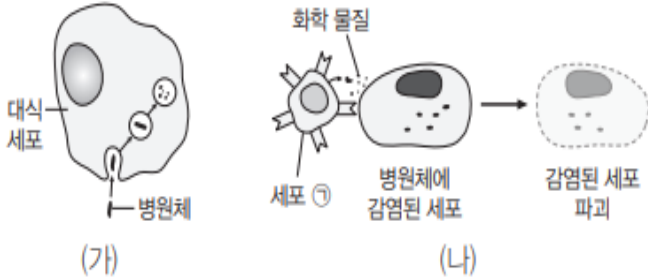 화학 물질
대식
세포
병원체
세포 ㉠
병원체에
감염된 세포
감염된 세포
파괴
(가)
(나)